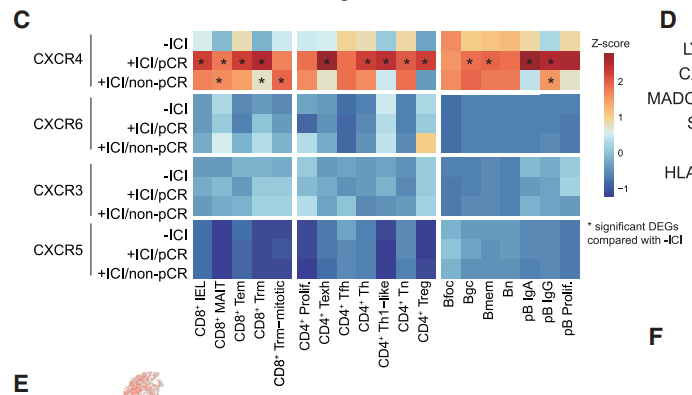 C
D
-ICI
CXCR4
+ICI/pCR
+ICI/non-pCR
* * * * * * * * * * * * *
* * * *
-ICI
CXCR6
+ICI/pCR
+ICI/non-pCR
-ICI
CXCR3
+ICI/pCR
+ICI/non-pCR
-ICI
CXCR5
+ICI/pCR
+ICI/non-pCR
Z-score
2
1
0
−1
* significant DEGs
compared with -ICI
CD8+ IEL
CD8+ MAIT
CD8+ Tem
CD8+ Trm
CD8+ Trm−mitotic
CD4+ Prolif.
CD4+ Texh
CD4+ Tfh
CD4+ Th
CD4+ Th1−like
CD4+ Tn
CD4+ Treg
Bfoc
Bgc
Bmem
Bn
pB IgA
pB IgG
pB Prolif.
MADC
HLA
E
F